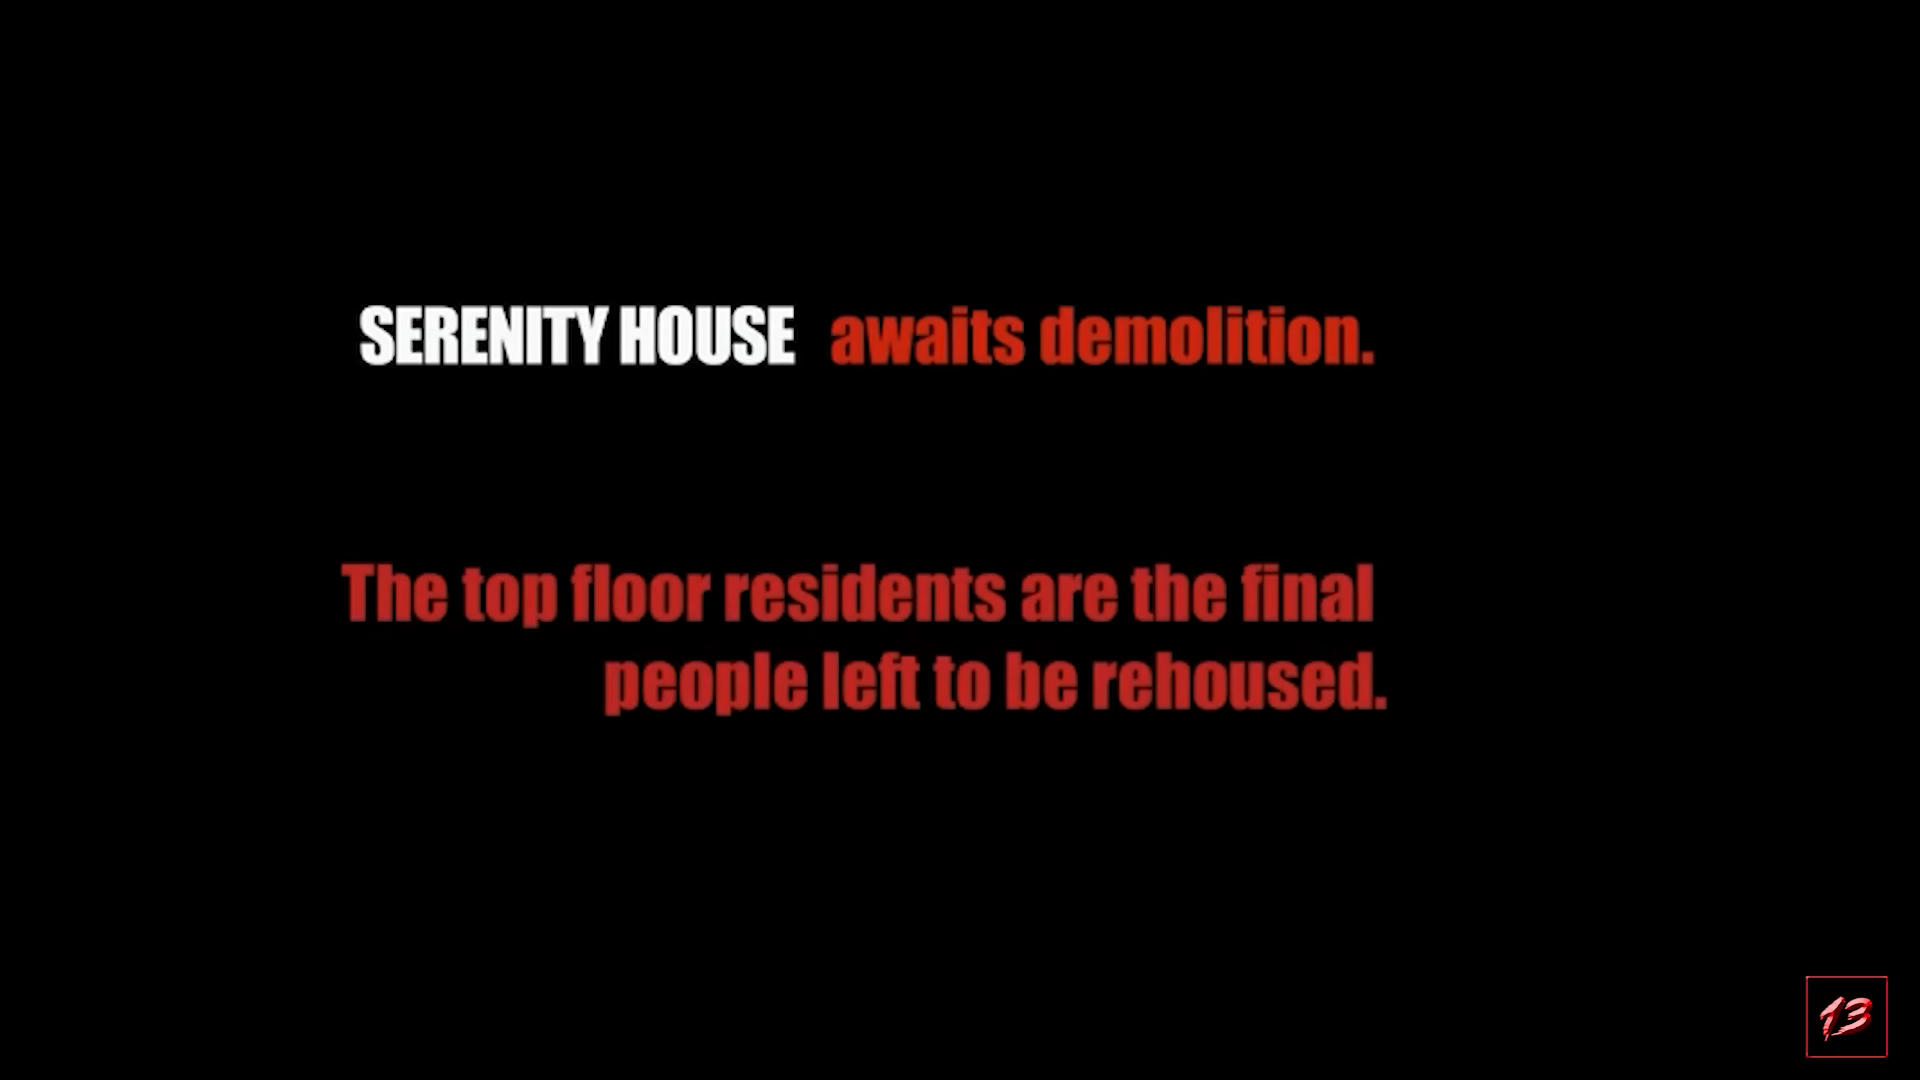 SERENITY HOUSE awaits demolition.
The top floor residents are the final
people left to be rehoused.
13